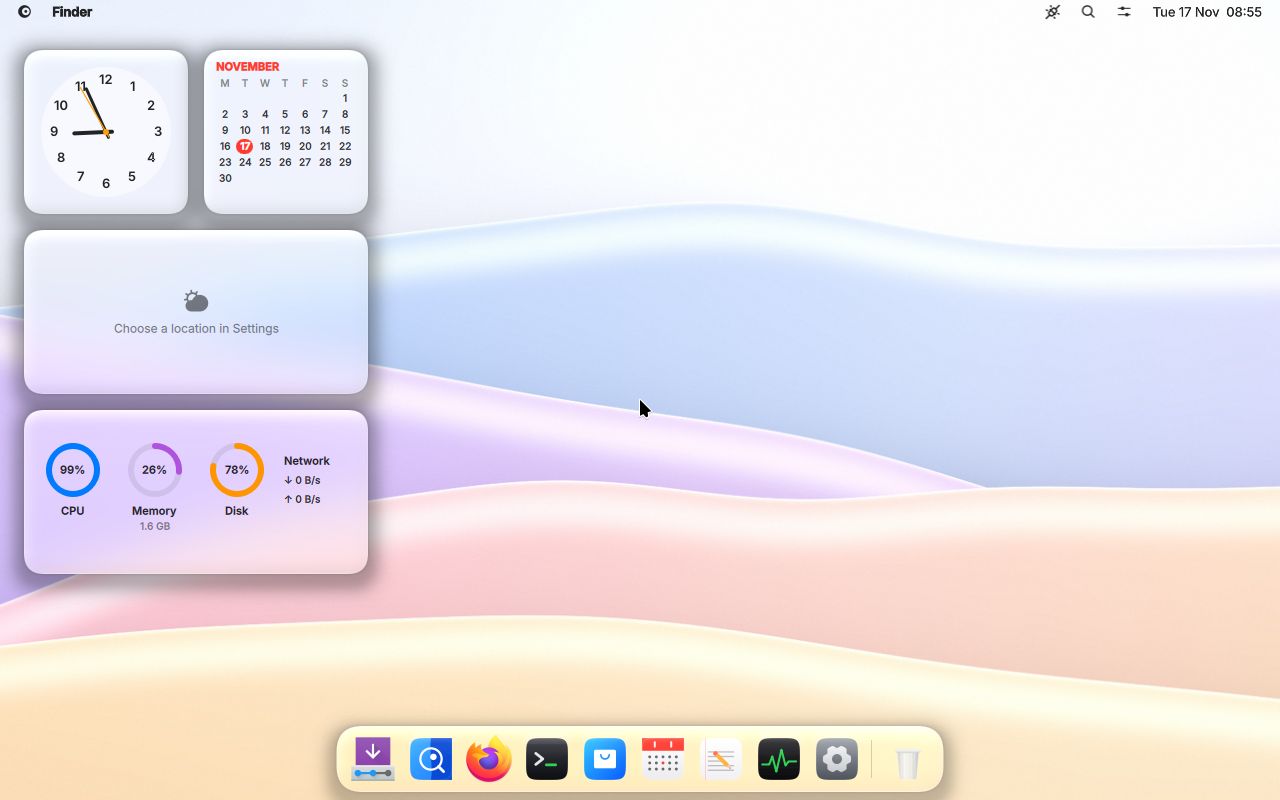 Finder
Tue 17 Nov 08:55
12
11 1
10 2
9 3
8 4
7 5
6
NOVEMBER
M T W T F S S
1
2 3 4 5 6 7 8
9 10 11 12 13 14 15
16 17 18 19 20 21 22
23 24 25 26 27 28 29
30
Choose a location in Settings
99% 26% 78%
CPU Memory Disk
1.6 GB
Network
↓ 0 B/s
↑ 0 B/s